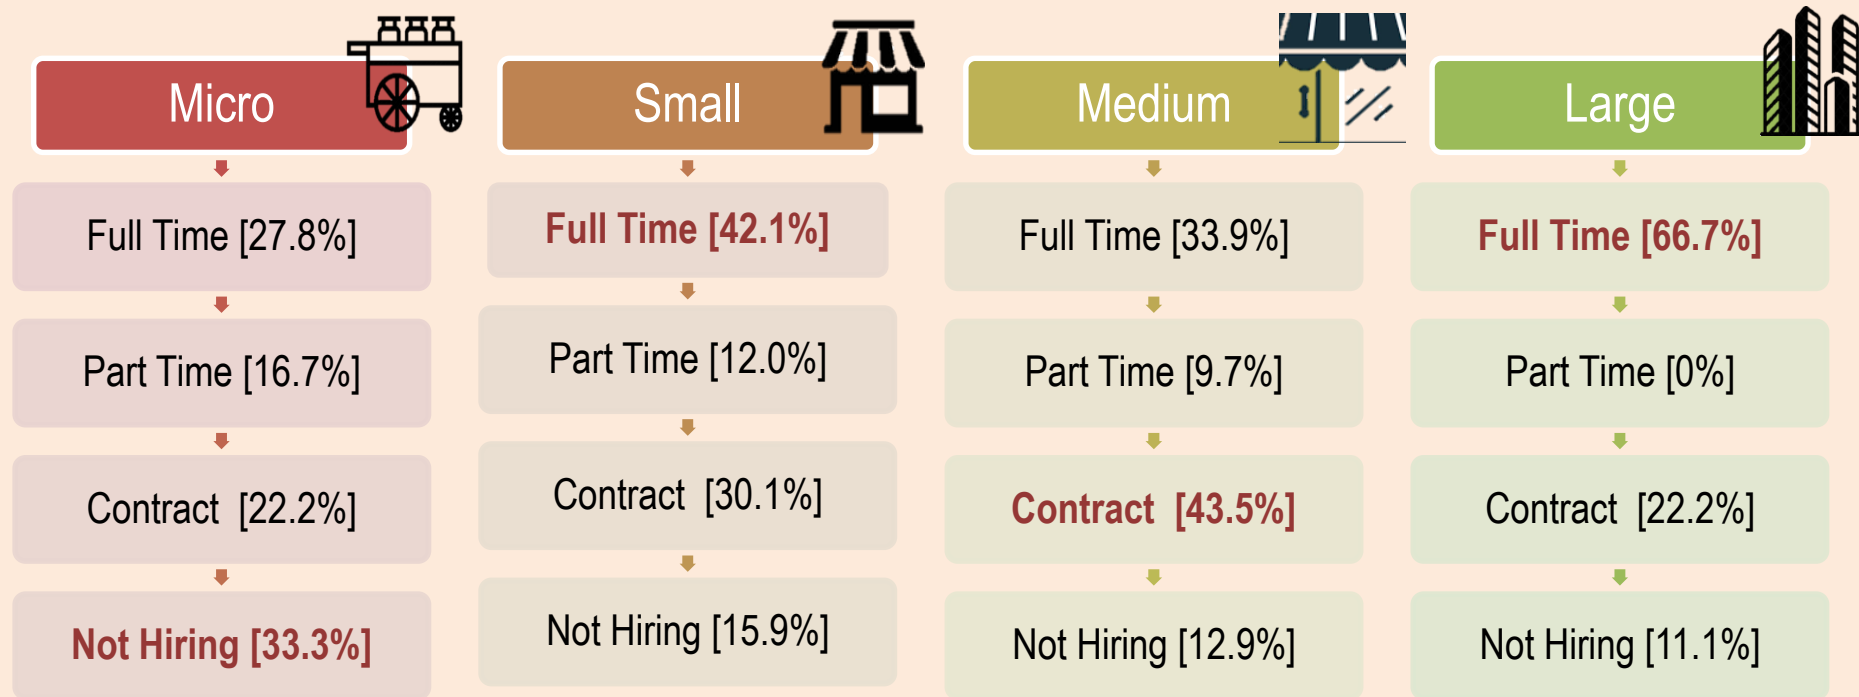 Micro
Full Time [27.8%]
Part Time [16.7%]
Contract  [22.2%]
Not Hiring [33.3%]
Small
Full Time [42.1%]
Part Time [12.0%]
Contract  [30.1%]
Not Hiring [15.9%]
Medium
Full Time [33.9%]
Part Time [9.7%]
Contract  [43.5%]
Not Hiring [12.9%]
Large
Full Time [66.7%]
Part Time [0%]
Contract  [22.2%]
Not Hiring [11.1%]